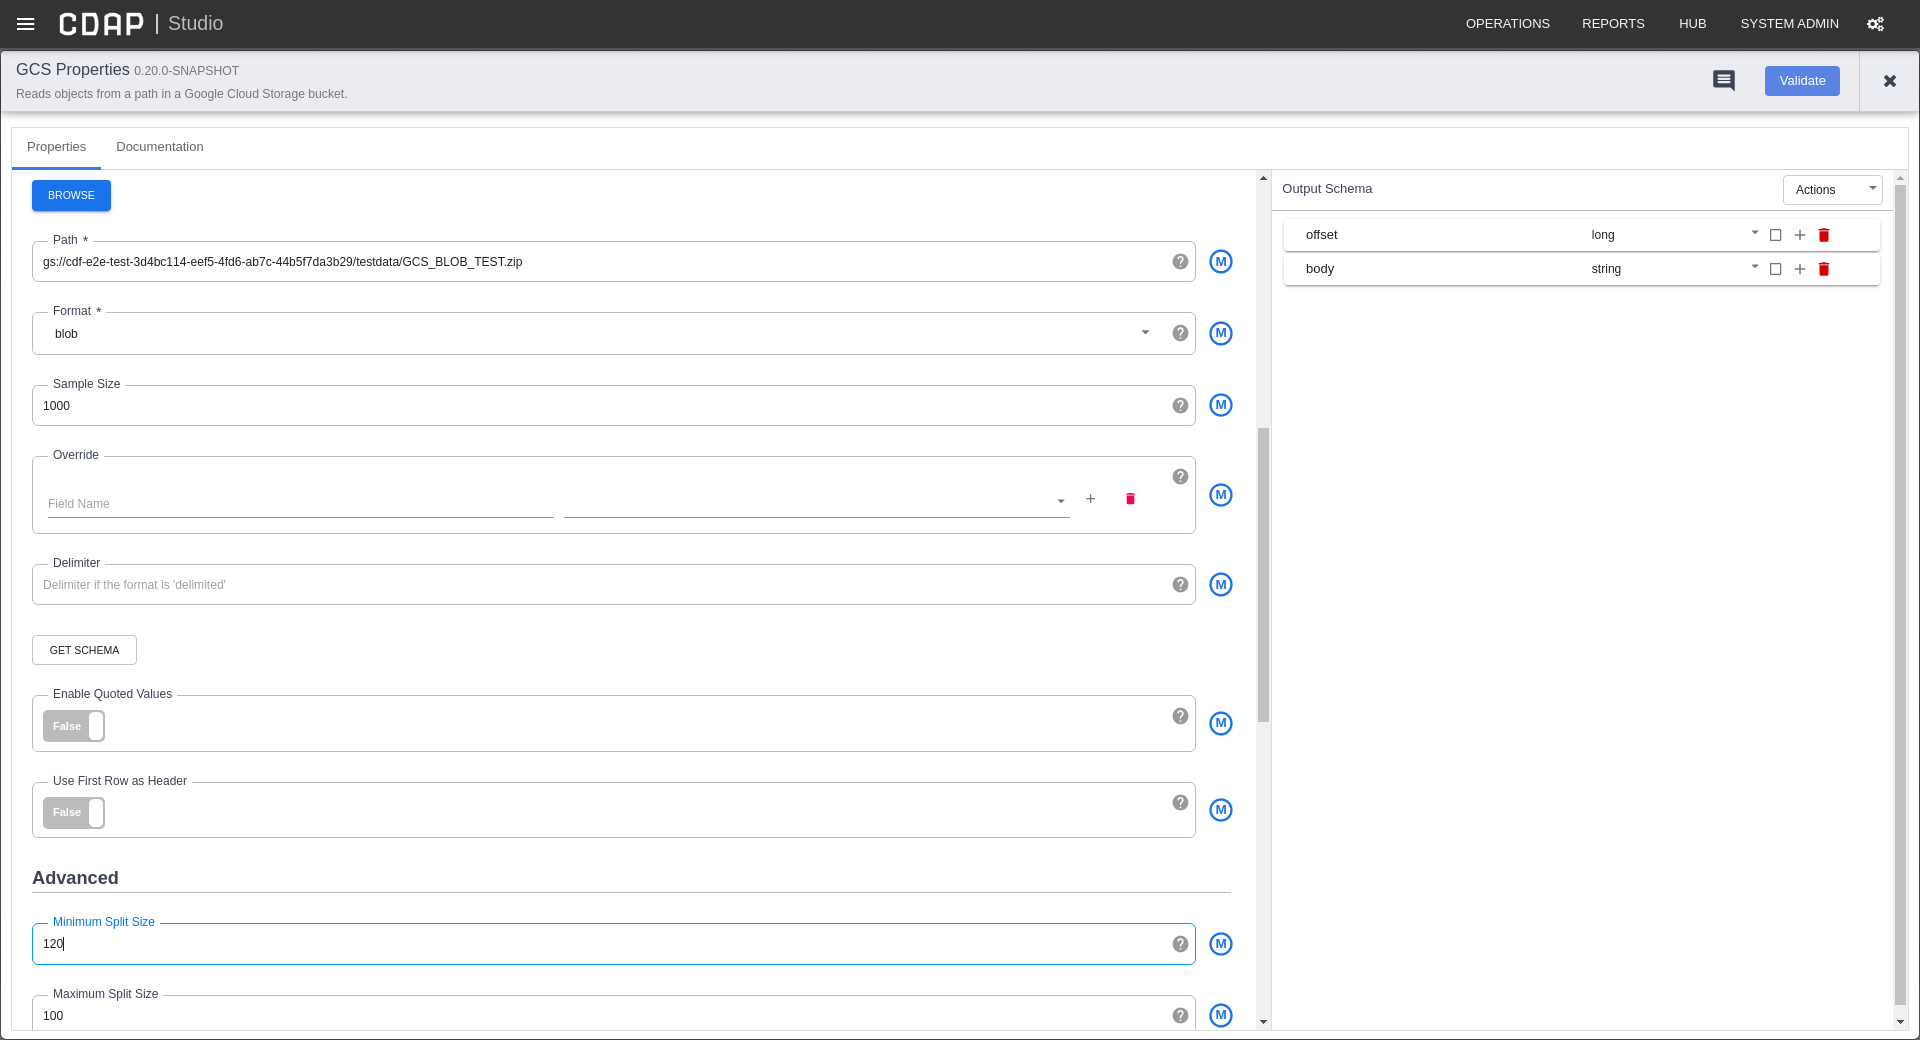 CDAP | Studio OPERATIONS REPORTS HUB SYSTEM ADMIN
GCS Properties 0.20.0-SNAPSHOT
Reads objects from a path in a Google Cloud Storage bucket.
Validate
Properties Documentation
BROWSE
Path *
gs://cdf-e2e-test-3d4bc114-eef5-4fd6-ab7c-44b5f7da3b29/testdata/GCS_BLOB_TEST.zip
? M
Format *
blob
? M
Sample Size
1000
? M
Override
Field Name
? M
Delimiter
Delimiter if the format is 'delimited'
? M
GET SCHEMA
Enable Quoted Values
False
? M
Use First Row as Header
False
? M
Advanced
Minimum Split Size
120
? M
Maximum Split Size
100
? M
Output Schema Actions
offset long
body string